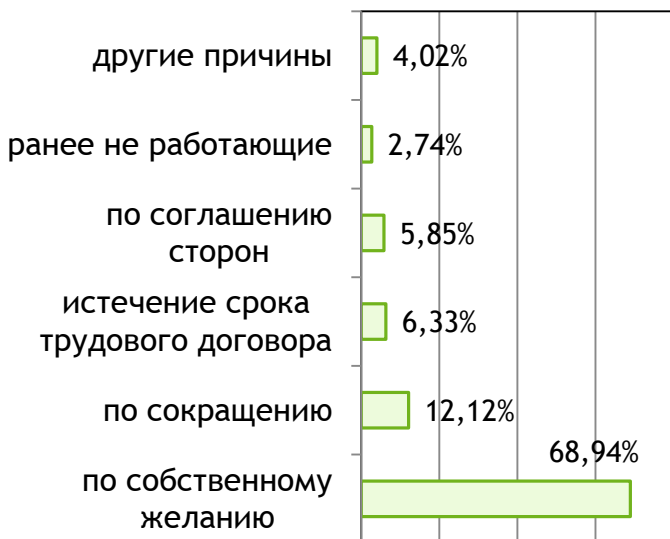 другие причины
4,02%
ранее не работающие
2,74%
по соглашению
сторон
5,85%
истечение срока
трудового договора
6,33%
по сокращению
12,12%
68,94%
по собственному
желанию